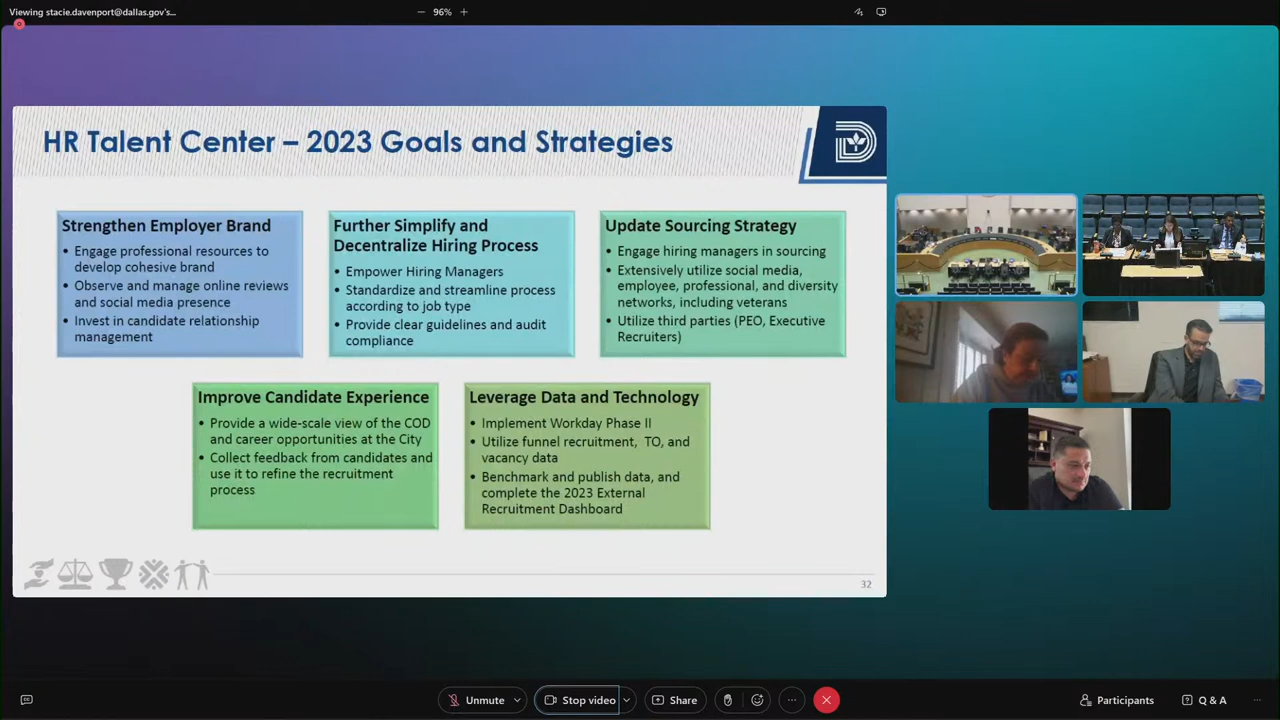 Viewing stacie.davenport@dallas.gov's...
96%
HR Talent Center – 2023 Goals and Strategies
Strengthen Employer Brand
• Engage professional resources to
develop cohesive brand
• Observe and manage online reviews
and social media presence
• Invest in candidate relationship
management
Further Simplify and
Decentralize Hiring Process
• Empower Hiring Managers
• Standardize and streamline process
according to job type
• Provide clear guidelines and audit
compliance
Update Sourcing Strategy
• Engage hiring managers in sourcing
• Extensively utilize social media,
employee, professional, and diversity
networks, including veterans
• Utilize third parties (PEO, Executive
Recruiters)
Improve Candidate Experience
• Provide a wide-scale view of the COD
and career opportunities at the City
• Collect feedback from candidates and
use it to refine the recruitment
process
Leverage Data and Technology
• Implement Workday Phase II
• Utilize funnel recruitment, TO, and
vacancy data
• Benchmark and publish data, and
complete the 2023 External
Recruitment Dashboard
32
Unmute
Stop video
Share
Participants
Q & A